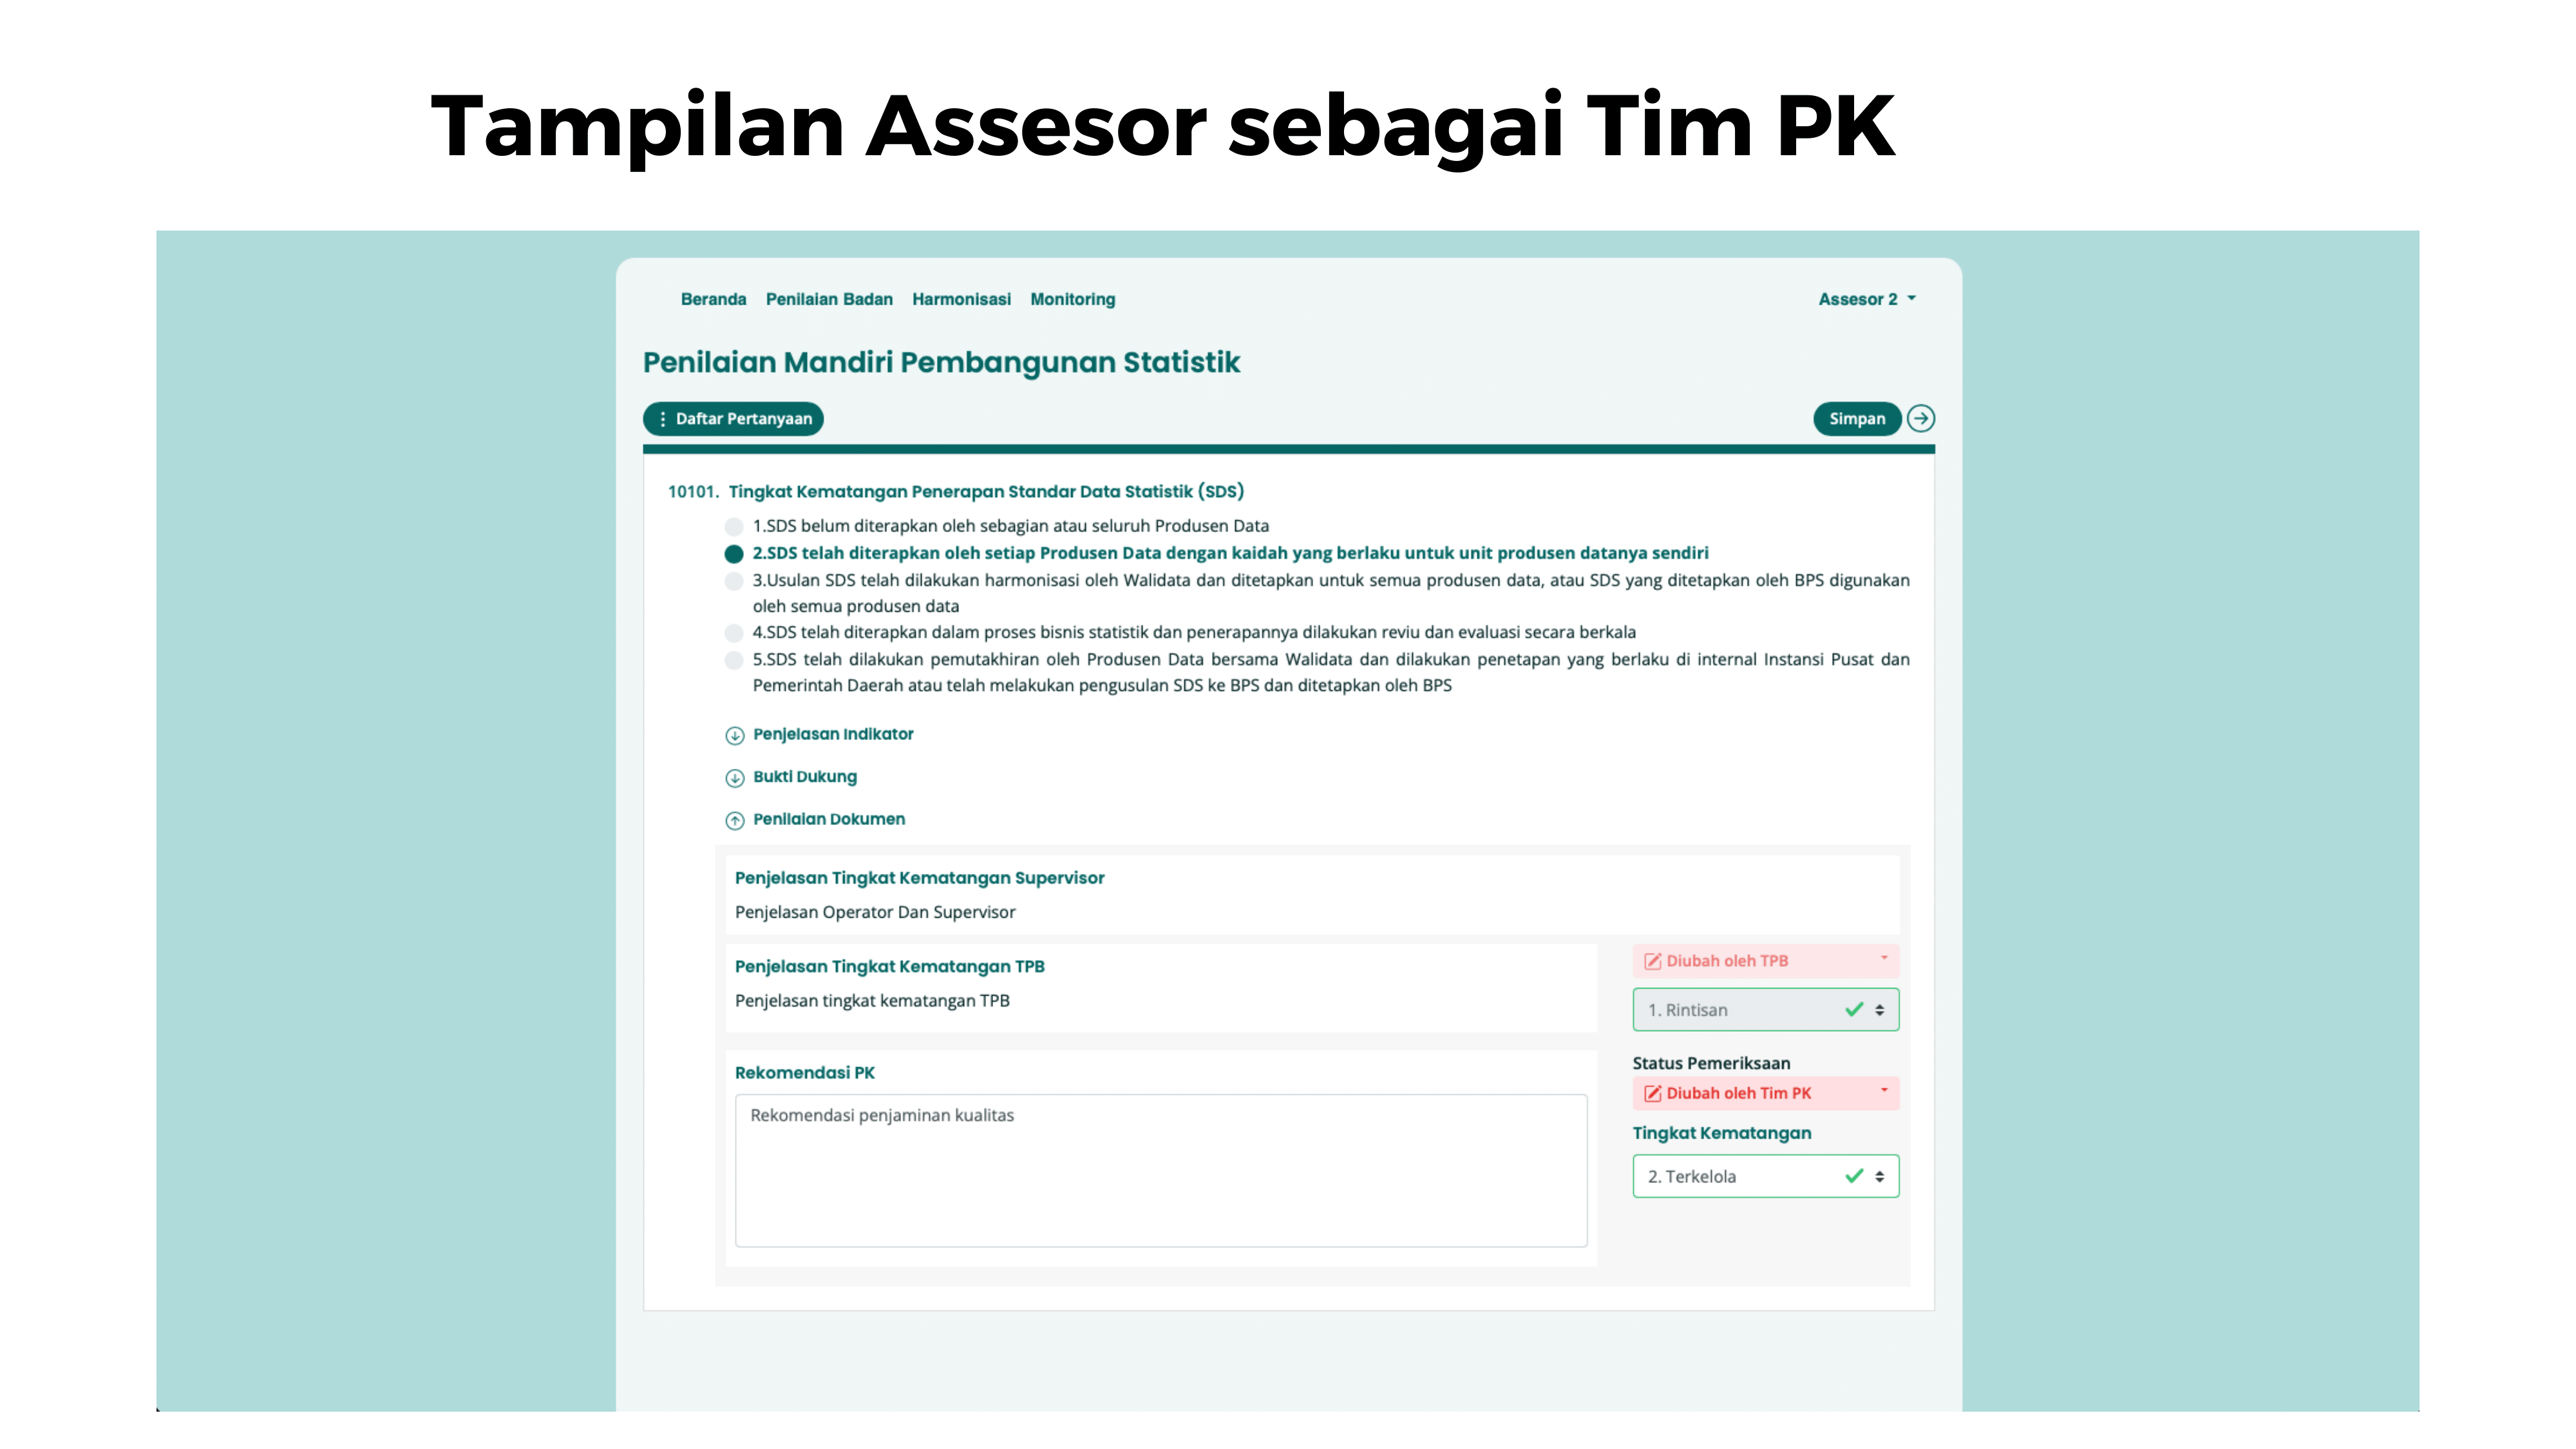 Tampilan Assesor sebagai Tim PK
Beranda Penilaian Badan Harmonisasi Monitoring Assesor 2
Penilaian Mandiri Pembangunan Statistik
Daftar Pertanyaan Simpan
10101. Tingkat Kematangan Penerapan Standar Data Statistik (SDS)
1.SDS belum diterapkan oleh sebagian atau seluruh Produsen Data
2.SDS telah diterapkan oleh setiap Produsen Data dengan kaidah yang berlaku untuk unit produsen datanya sendiri
3.Usulan SDS telah dilakukan harmonisasi oleh Walidata dan ditetapkan untuk semua produsen data, atau SDS yang ditetapkan oleh BPS digunakan
oleh semua produsen data
4.SDS telah diterapkan dalam proses bisnis statistik dan penerapannya dilakukan reviu dan evaluasi secara berkala
5.SDS telah dilakukan pemutakhiran oleh Produsen Data bersama Walidata dan dilakukan penetapan yang berlaku di internal Instansi Pusat dan
Pemerintah Daerah atau telah melakukan pengusulan SDS ke BPS dan ditetapkan oleh BPS
Penjelasan Indikator
Bukti Dukung
Penilaian Dokumen
Penjelasan Tingkat Kematangan Supervisor
Penjelasan Operator Dan Supervisor
Penjelasan Tingkat Kematangan TPB
Penjelasan tingkat kematangan TPB
Diubah oleh TPB
1. Rintisan
Rekomendasi PK
Rekomendasi penjaminan kualitas
Status Pemeriksaan
Diubah oleh Tim PK
Tingkat Kematangan
2. Terkelola